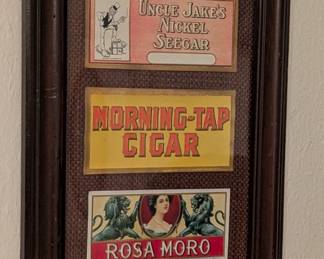 UNCLE JAKE'S
NICKEL
SEEGAR
MORNING-TAP
CIGAR
ROSA MORO